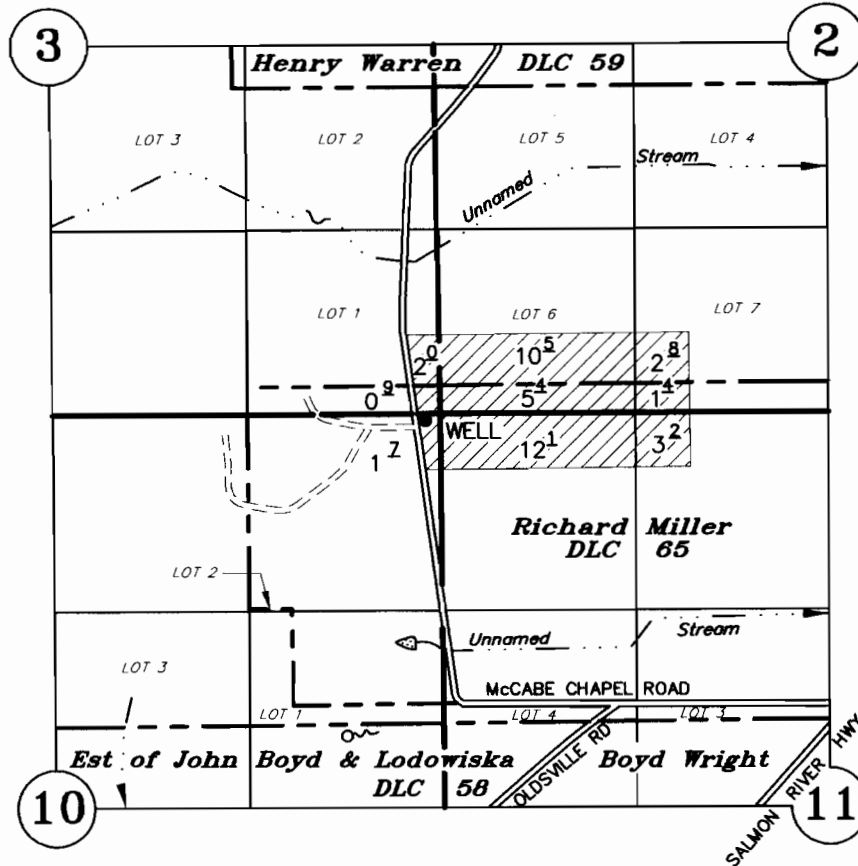 3
2
Henry Warren DLC 59
LOT 3
LOT 2
LOT 5
LOT 4
Stream
Unnamed
LOT 1
LOT 6
LOT 7
2 0
10 5
2 8
0 9
5 4
1 4
WELL
1 7
12 1
3 2
Richard Miller
DLC 65
LOT 2
Unnamed
Stream
LOT 3
McCABE CHAPEL ROAD
LOT 1
LOT 4
LOT 3
Est of John Boyd & Lodowiska Boyd Wright
DLC 58
OLDSVILLE RD
SALMON RIVER HWY
10
11